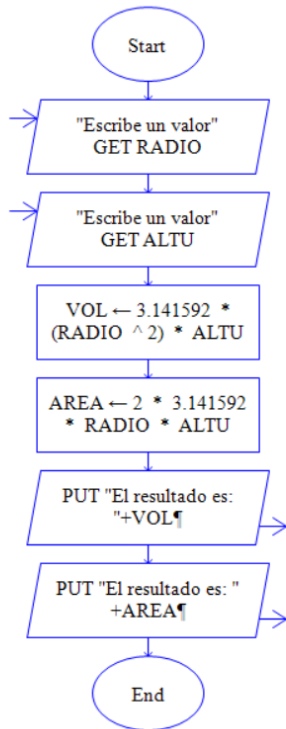 Start
"Escribe un valor"
GET RADIO
"Escribe un valor"
GET ALTU
VOL ← 3.141592 *
(RADIO ^ 2) * ALTU
AREA ← 2 * 3.141592
* RADIO * ALTU
PUT "El resultado es:
"+VOL¶
PUT "El resultado es: "
+AREA¶
End